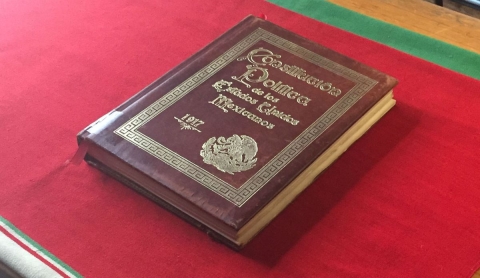 Constitución
Política
de los
Estados Unidos
Mexicanos
1917